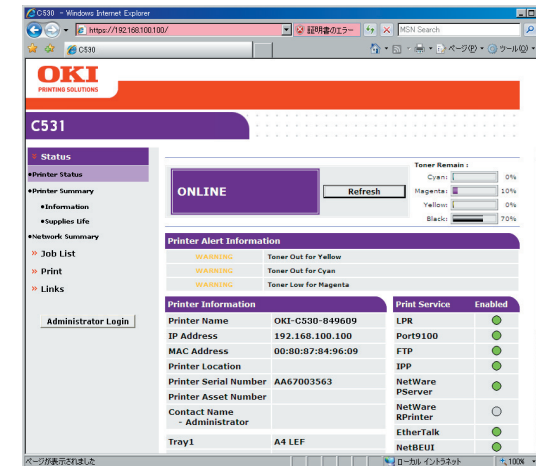 C530 - Windows Internet Explorer
https://192.168.100.100/
証明書のエラー
MSN Search
C530
ページ(P)
ツール(O)
OKI
PRINTING SOLUTIONS
C531
Status
Printer Status
Printer Summary
Information
Supplies Life
Network Summary
Job List
Print
Links
Administrator Login
ONLINE
Refresh
Toner Remain :
Cyan: 0%
Magenta: 10%
Yellow: 0%
Black: 70%
Printer Alert Information
WARNING Toner Out for Yellow
WARNING Toner Out for Cyan
WARNING Toner Low for Magenta
Printer Information
Printer Name OKI-C530-849609
IP Address 192.168.100.100
MAC Address 00:80:87:84:96:09
Printer Location
Printer Serial Number AA67003563
Printer Asset Number
Contact Name
- Administrator
Tray1 A4 LEF
Print Service Enabled
LPR
Port9100
FTP
IPP
NetWare
PServer
NetWare
RPrinter
EtherTalk
NetBEUI
ページが表示されました
ローカル イントラネット
100%